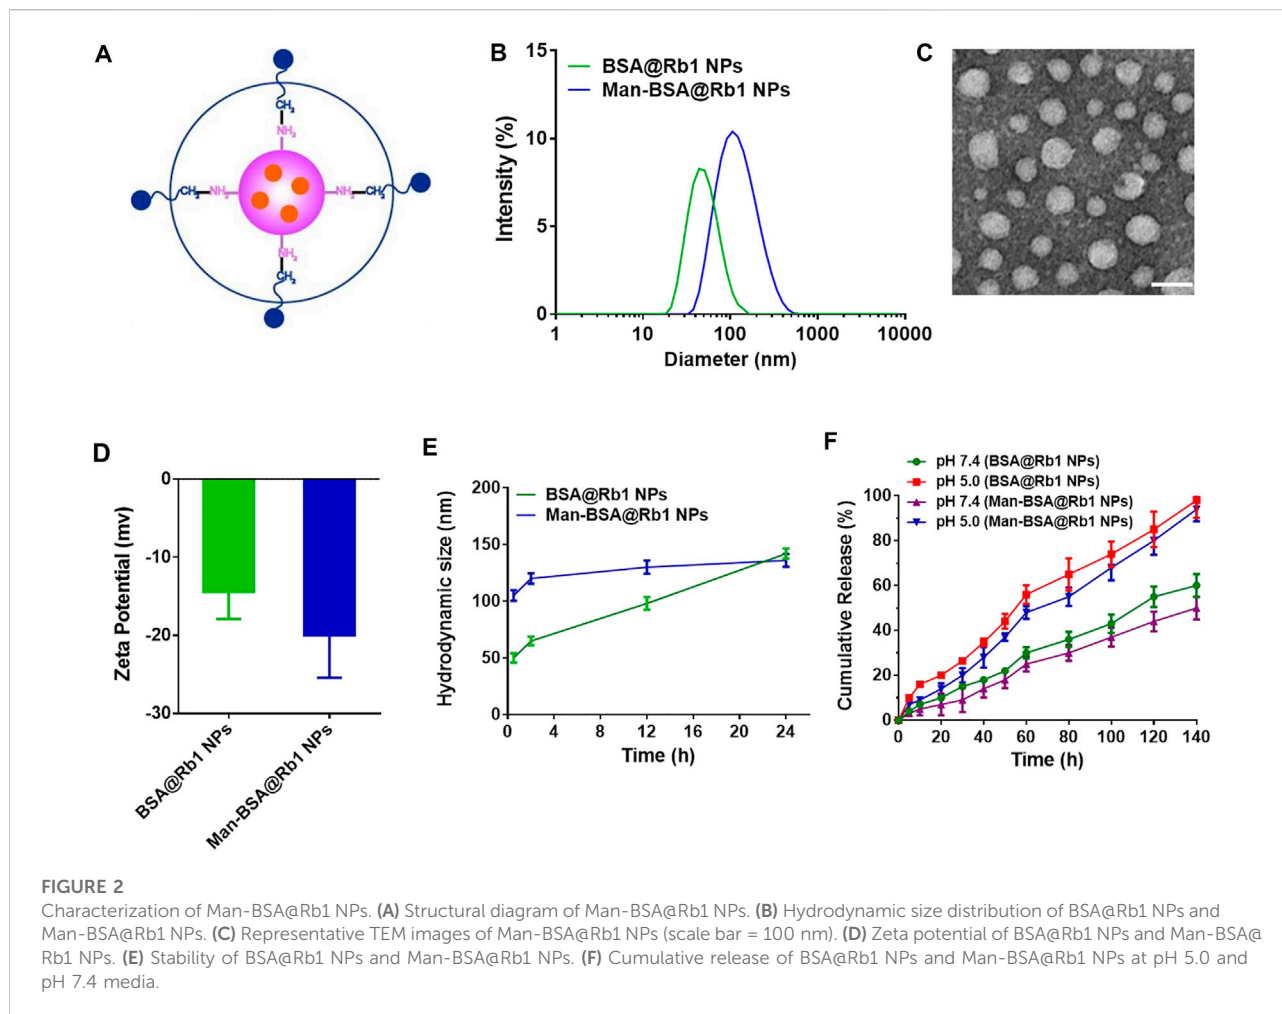 A
CH₂
NH₂
CH₂
NH₂
NH₂
CH₂
NH₂
CH₂
B
15
10
5
0
Intensity (%)
BSA@Rb1 NPs
Man-BSA@Rb1 NPs
1
10
100
1000
10000
Diameter (nm)
C
D
0
-10
-20
-30
Zeta Potential (mv)
BSA@Rb1 NPs
Man-BSA@Rb1 NPs
E
200
150
100
50
0
Hydrodynamic size (nm)
BSA@Rb1 NPs
Man-BSA@Rb1 NPs
0
4
8
12
16
20
24
Time (h)
F
pH 7.4 (BSA@Rb1 NPs)
pH 5.0 (BSA@Rb1 NPs)
pH 7.4 (Man-BSA@Rb1 NPs)
pH 5.0 (Man-BSA@Rb1 NPs)
100
80
60
40
20
0
Cumulative Release (%)
0
20
40
60
80
100
120
140
Time (h)
FIGURE 2
Characterization of Man-BSA@Rb1 NPs. (A) Structural diagram of Man-BSA@Rb1 NPs. (B) Hydrodynamic size distribution of BSA@Rb1 NPs and
Man-BSA@Rb1 NPs. (C) Representative TEM images of Man-BSA@Rb1 NPs (scale bar = 100 nm). (D) Zeta potential of BSA@Rb1 NPs and Man-BSA@
Rb1 NPs. (E) Stability of BSA@Rb1 NPs and Man-BSA@Rb1 NPs. (F) Cumulative release of BSA@Rb1 NPs and Man-BSA@Rb1 NPs at pH 5.0 and
pH 7.4 media.